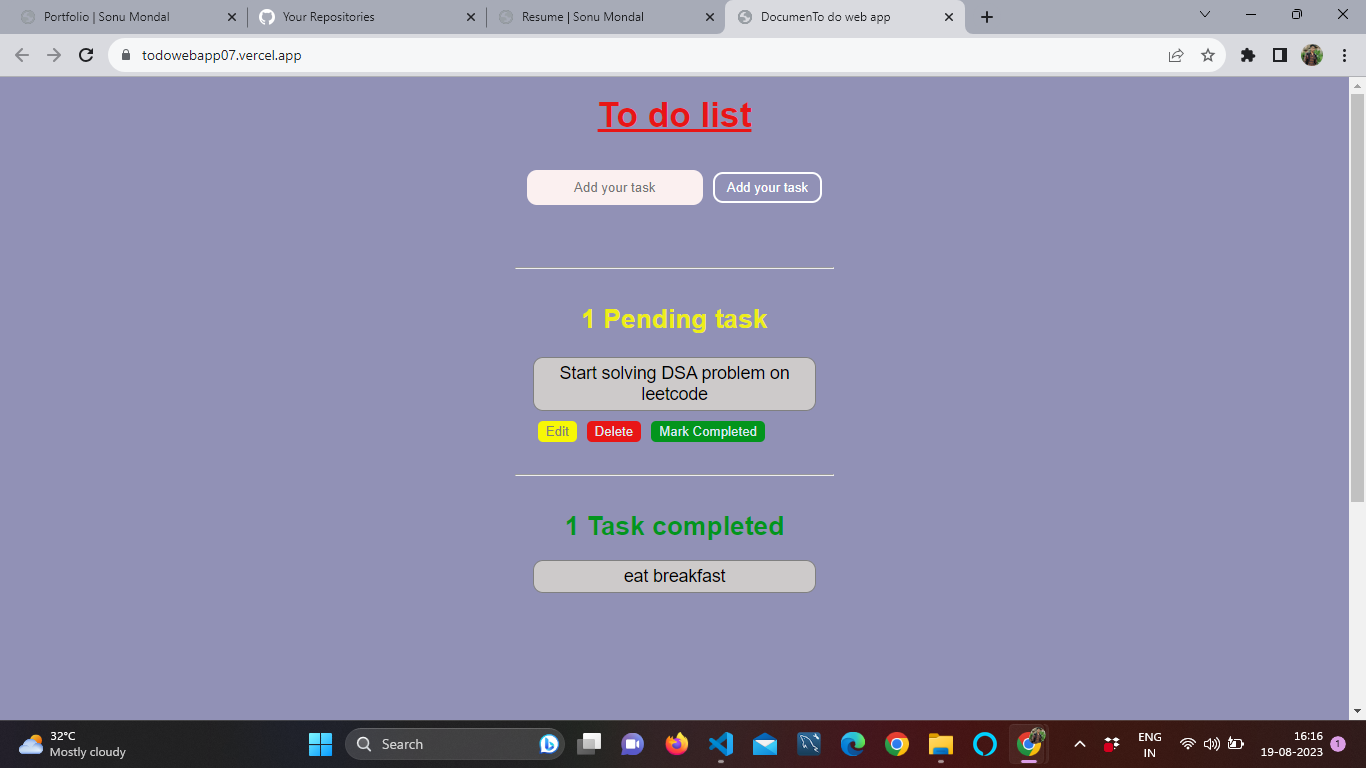 Portfolio | Sonu Mondal
Your Repositories
Resume | Sonu Mondal
DocumenTo do web app
todowebapp07.vercel.app
To do list
Add your task
Add your task
1 Pending task
Start solving DSA problem on
leetcode
Edit
Delete
Mark Completed
1 Task completed
eat breakfast
32°C
Mostly cloudy
Search
ENG
IN
16:16
19-08-2023
1